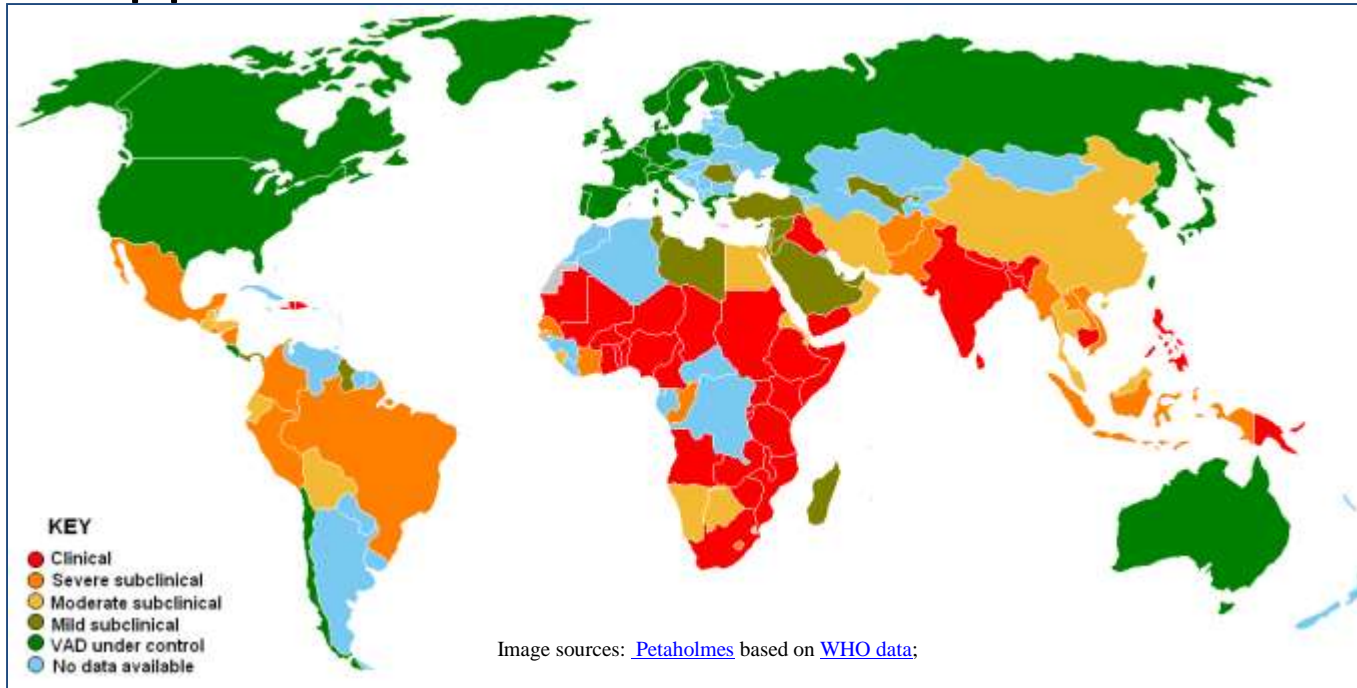 KEY
Clinical
Severe subclinical
Moderate subclinical
Mild subclinical
VAD under control
No data available
Image sources: Petaholmes based on WHO data;